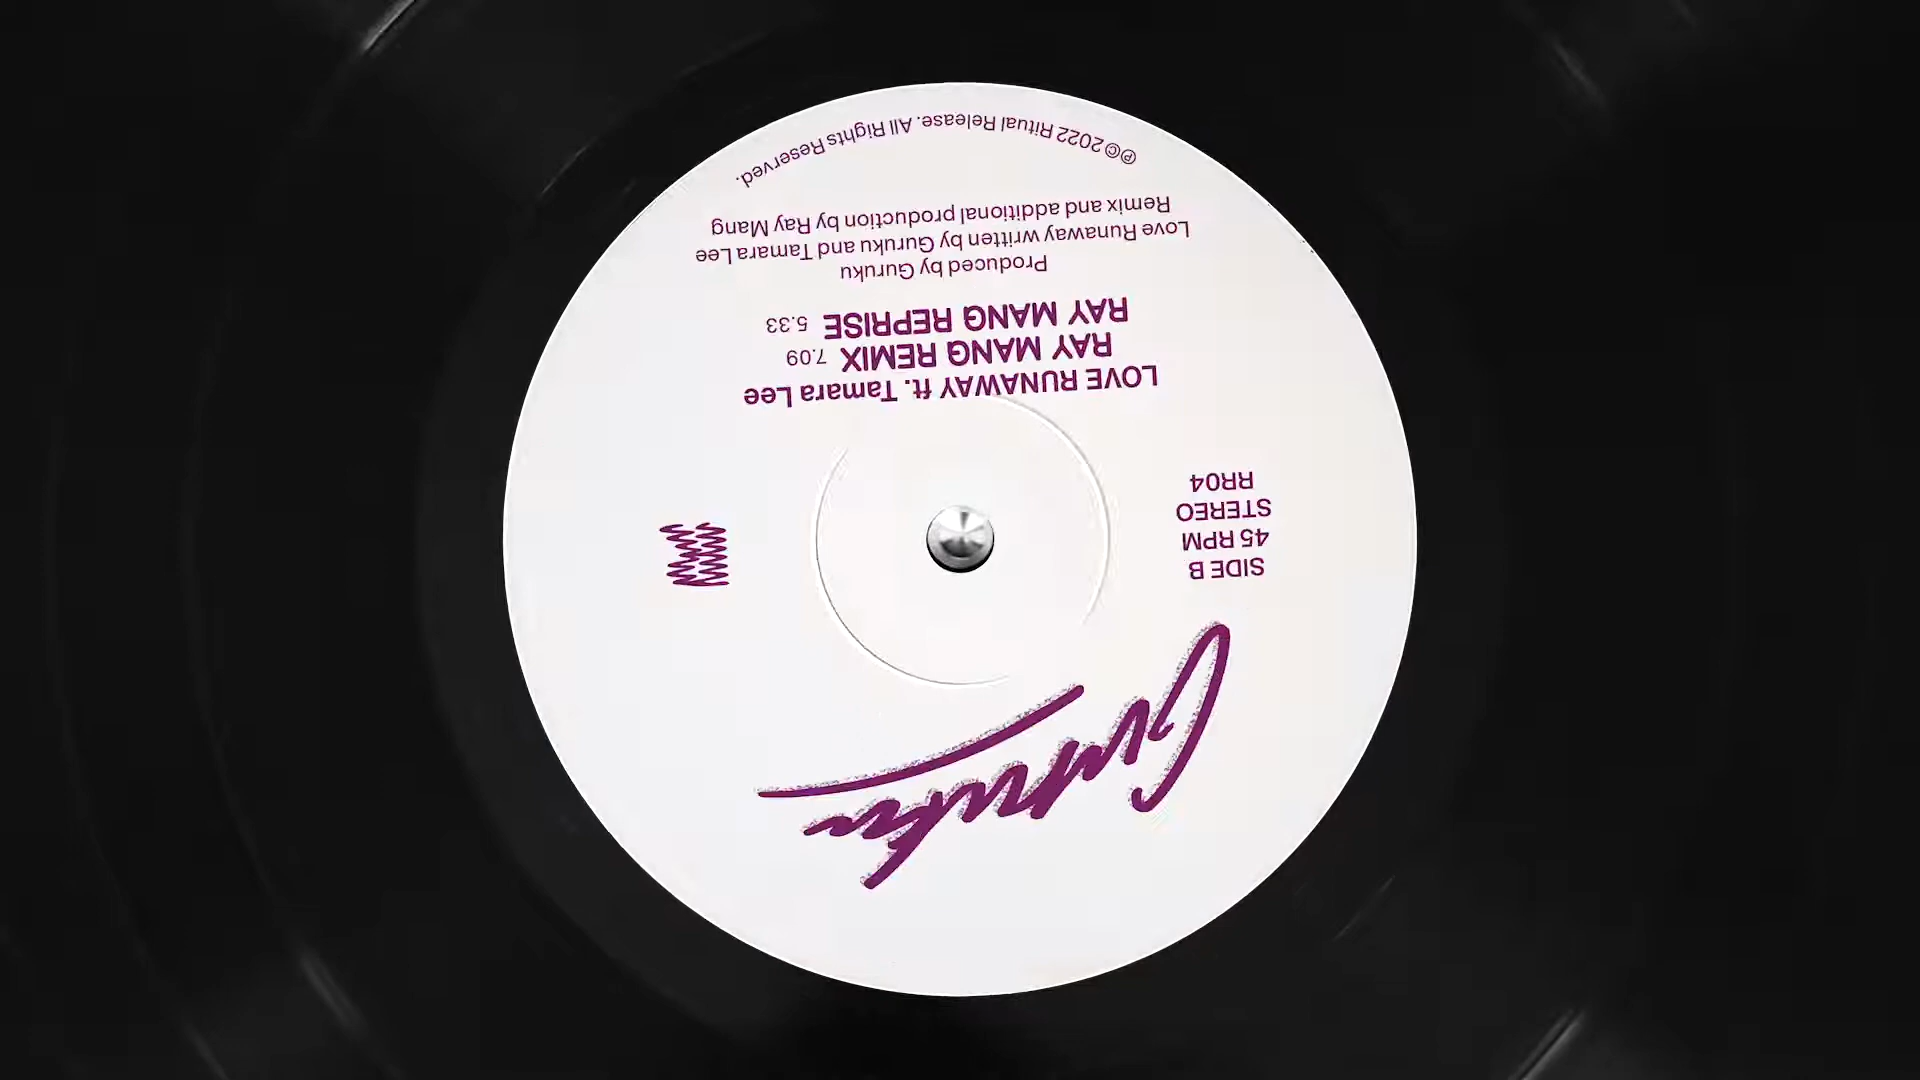 Guruku
SIDE B
45 RPM
STEREO
RR04
LOVE RUNAWAY ft. Tamara Lee
RAY MANG REMIX 7.09
RAY MANG REPRISE 5.33
Produced by Guruku
Love Runaway written by Guruku and Tamara Lee
Remix and additional production by Ray Mang
℗© 2022 Ritual Release. All Rights Reserved.